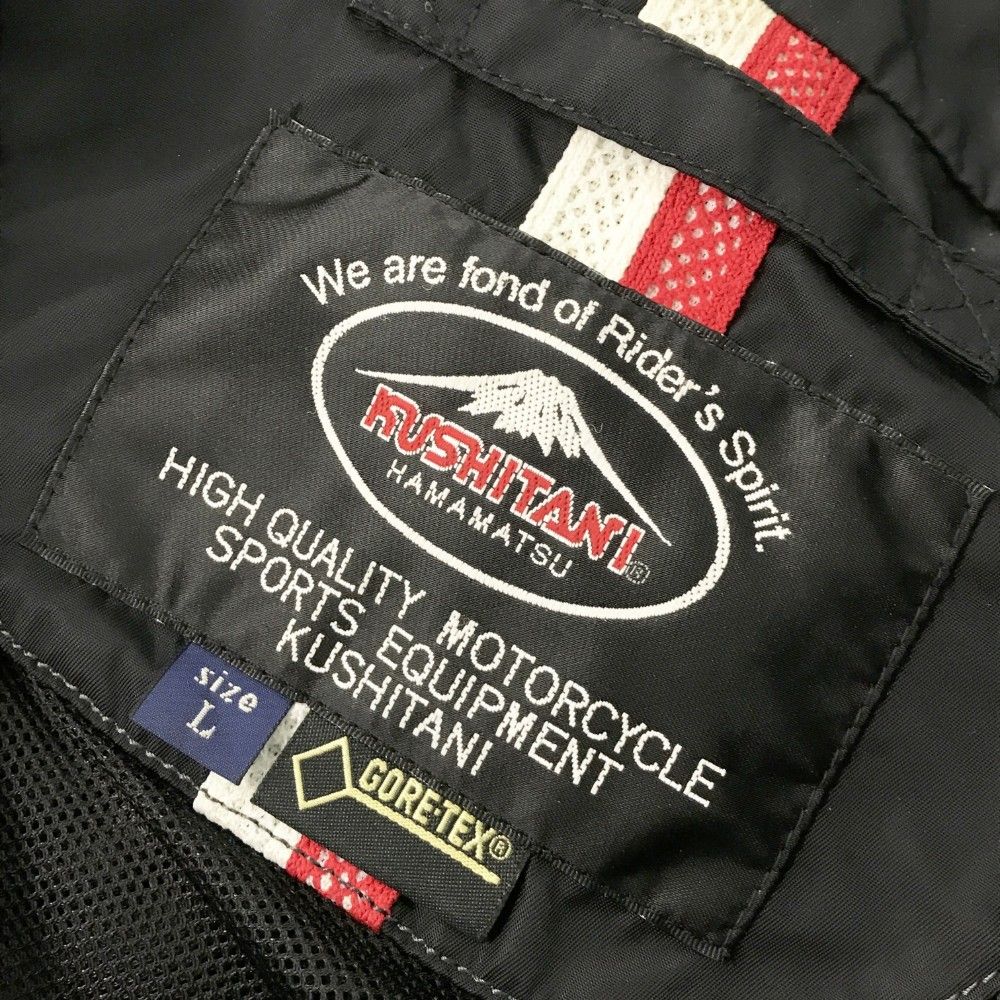 We are fond of Rider's Spirit.
KUSHITANI®
HAMAMATSU
HIGH QUALITY MOTORCYCLE
SPORTS EQUIPMENT
KUSHITANI
size
L
GORE-TEX®